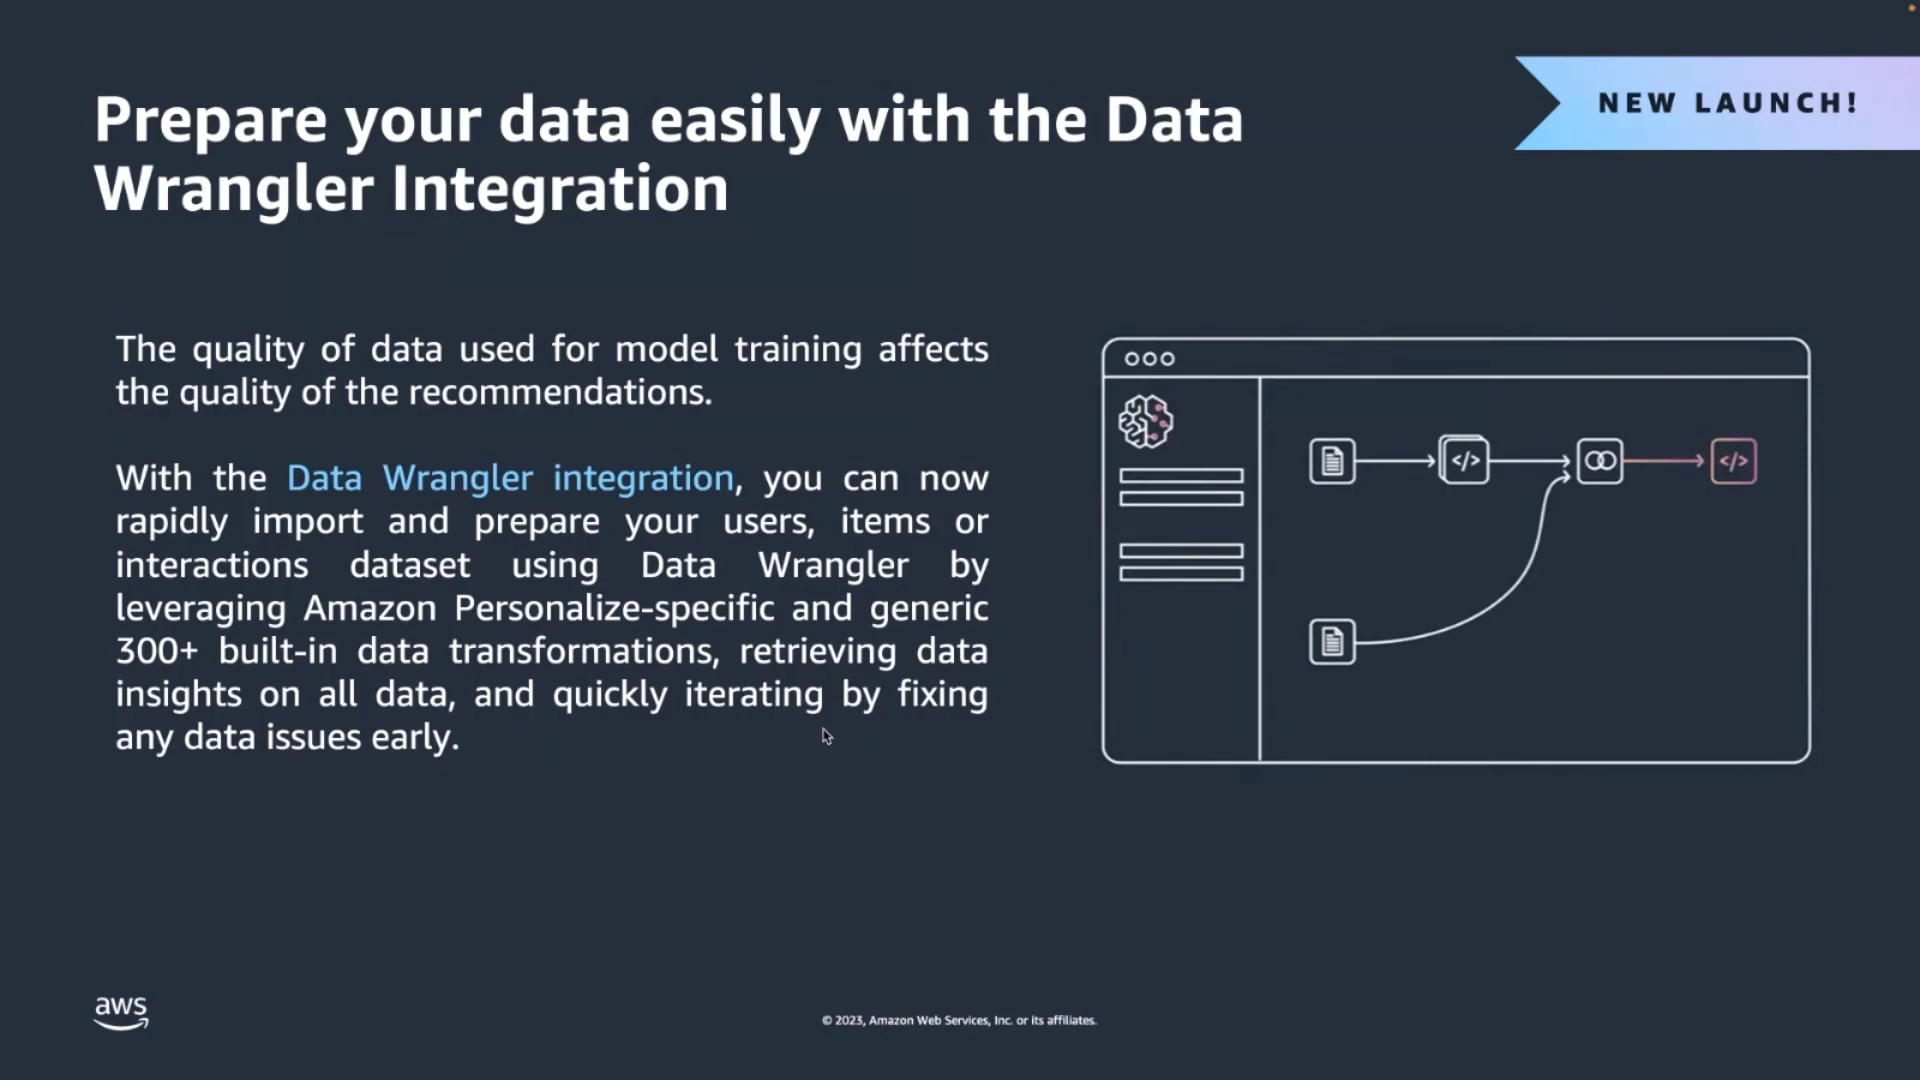 NEW LAUNCH!
Prepare your data easily with the Data
Wrangler Integration
The quality of data used for model training affects
the quality of the recommendations.
With the Data Wrangler integration, you can now
rapidly import and prepare your users, items or
interactions dataset using Data Wrangler by
leveraging Amazon Personalize-specific and generic
300+ built-in data transformations, retrieving data
insights on all data, and quickly iterating by fixing
any data issues early.
</>
</>
aws
© 2023, Amazon Web Services, Inc. or its affiliates.